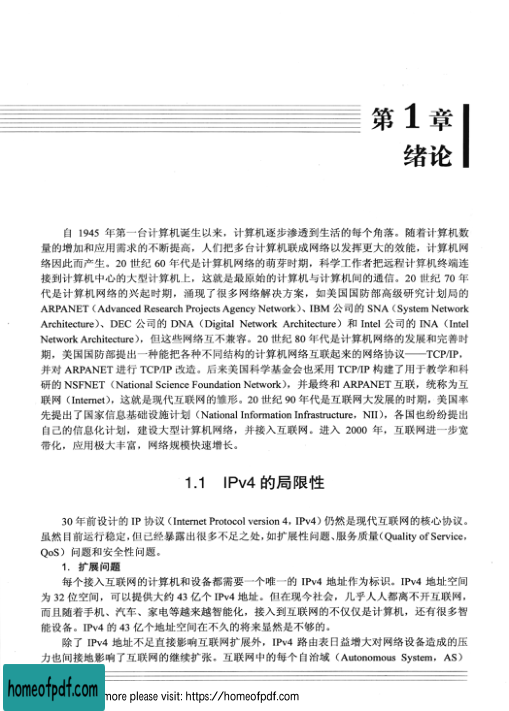 第1章
绪论
自 1945 年第一台计算机诞生以来，计算机逐步渗透到生活的每个角落。随着计算机数
量的增加和应用需求的不断提高，人们把多台计算机联成网络以发挥更大的效能，计算机网
络因此而产生。20 世纪 60 年代是计算机网络的萌芽时期，科学工作者把远程计算机终端连
接到计算机中心的大型计算机上，这就是最原始的计算机与计算机间的通信。20 世纪 70 年
代是计算机网络的兴起时期，涌现了很多网络解决方案，如美国国防部高级研究计划局的
ARPANET（Advanced Research Projects Agency Network）、IBM 公司的 SNA（System Network
Architecture）、DEC 公司的 DNA（Digital Network Architecture）和 Intel 公司的 INA（Intel
Network Architecture），但这些网络互不兼容。20 世纪 80 年代是计算机网络的发展和完善时
期，美国国防部提出一种能把各种不同结构的计算机网络互联起来的网络协议——TCP/IP，
并对 ARPANET 进行 TCP/IP 改造。后来美国科学基金会也采用 TCP/IP 构建了用于教学和科
研的 NSFNET（National Science Foundation Network），并最终和 ARPANET 互联，统称为互
联网（Internet），这就是现代互联网的雏形。20 世纪 90 年代是互联网大发展的时期，美国率
先提出了国家信息基础设施计划（National Information Infrastructure，NII），各国也纷纷提出
自己的信息化计划，建设大型计算机网络，并接入互联网。进入 2000 年，互联网进一步宽
带化，应用极大丰富，网络规模快速增长。
1.1 IPv4 的局限性
30 年前设计的 IP 协议（Internet Protocol version 4，IPv4）仍然是现代互联网的核心协议。
虽然目前运行稳定，但已经暴露出很多不足之处，如扩展性问题、服务质量（Quality of Service，
QoS）问题和安全性问题。
1. 扩展问题
每个接入互联网的计算机和设备都需要一个唯一的 IPv4 地址作为标识。IPv4 地址空间
为 32 位空间，可以提供大约 43 亿个 IPv4 地址。但在现今社会，几乎人人都离不开互联网，
而且随着手机、汽车、家电等越来越智能化，接入到互联网的不仅仅是计算机，还有很多智
能设备。IPv4 的 43 亿个地址空间在不久的将来显然是不够的。
除了 IPv4 地址不足直接影响互联网扩展外，IPv4 路由表日益增大对网络设备造成的压
力也间接地影响了互联网的继续扩张。互联网中的每个自治域（Autonomous System，AS）
homeofpdf.com
more please visit: https://homeofpdf.com